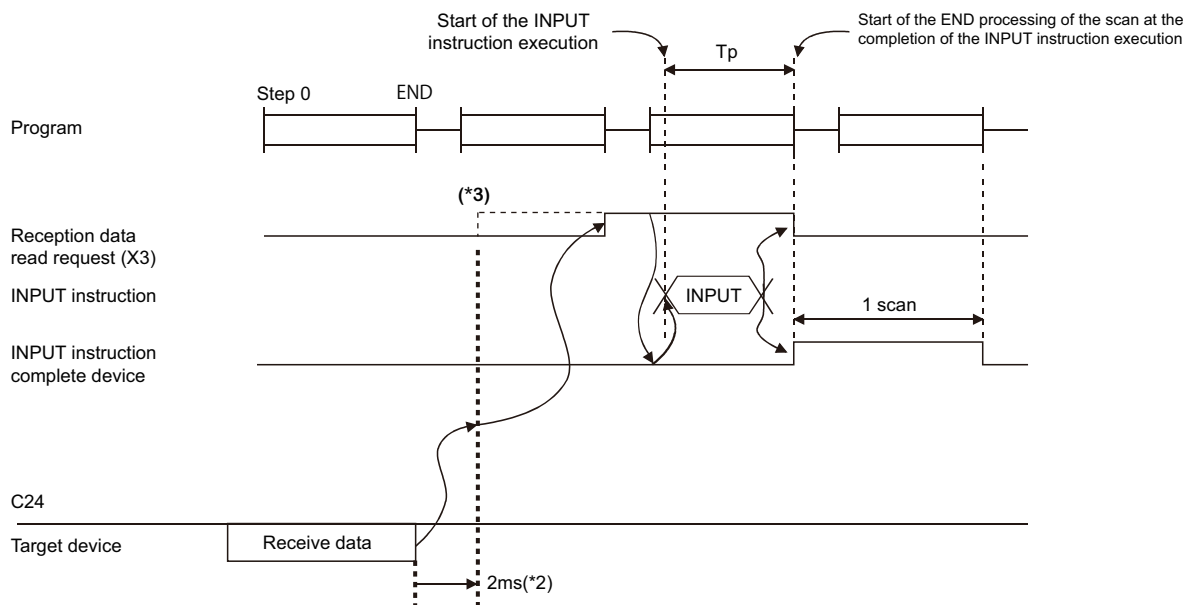 Start of the INPUT
instruction execution
Start of the END processing of the scan at the
completion of the INPUT instruction execution
Tp
Step 0
END
Program
(*3)
Reception data
read request (X3)
INPUT instruction
INPUT
1 scan
INPUT instruction
complete device
C24
Target device
Receive data
2ms(*2)